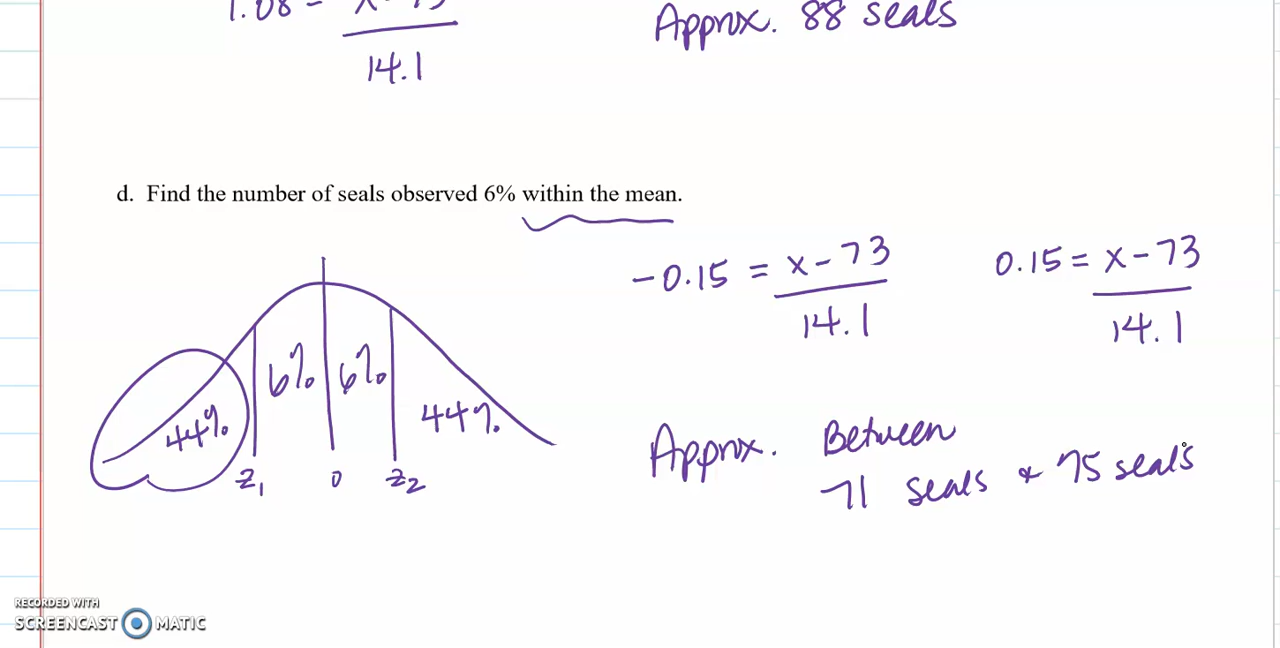 1.08 = x - 73
14.1
Approx. 88 seals
d. Find the number of seals observed 6% within the mean.
-0.15 = x - 73
14.1
0.15 = x - 73
14.1
6% 6%
44% 44%
z1 0 z2
Approx. Between
71 seals & 75 seals
RECORDED WITH
SCREENCAST MATIC